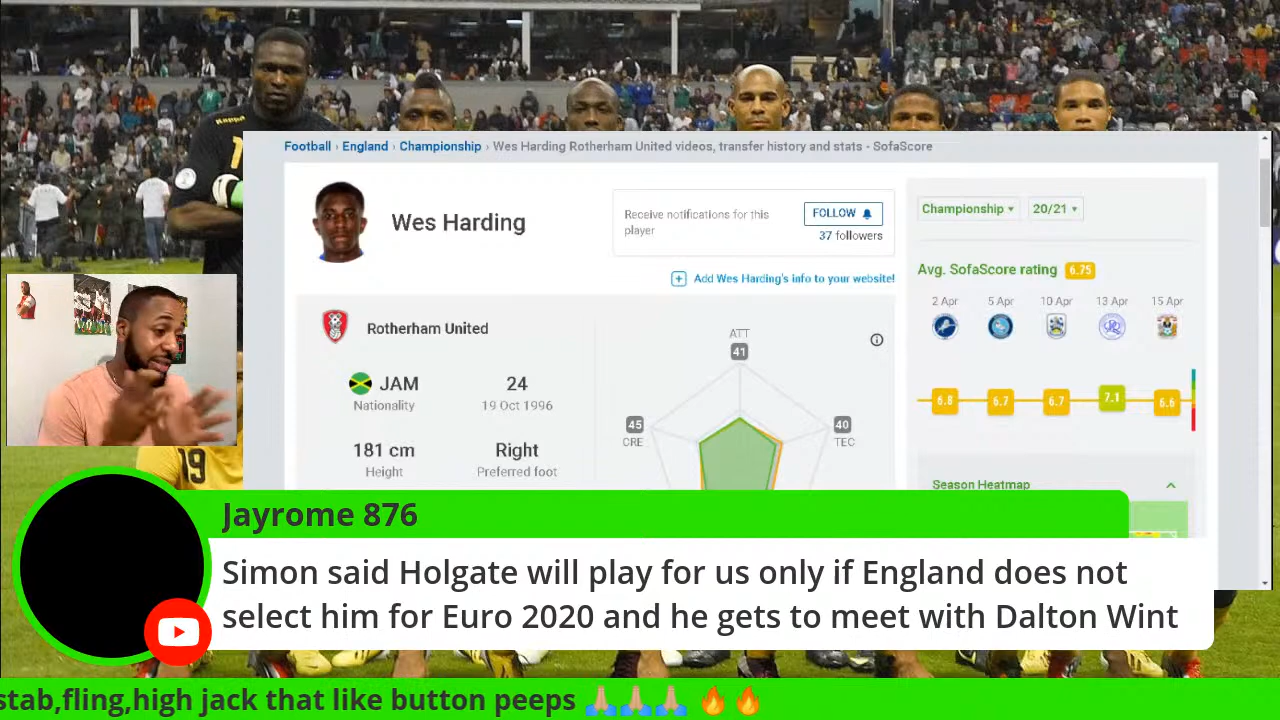 Football › England › Championship › Wes Harding Rotherham United videos, transfer history and stats - SofaScore
Wes Harding
Receive notifications for this
player
FOLLOW
37 followers
Add Wes Harding's info to your website!
Championship
20/21
Avg. SofaScore rating 6.75
2 Apr 5 Apr 10 Apr 13 Apr 15 Apr
6.8 6.7 6.7 7.1 6.6
Season Heatmap
Rotherham United
JAM
Nationality
24
19 Oct 1996
181 cm
Height
Right
Preferred foot
ATT
41
45
CRE
40
TEC
19
Jayrome 876
Simon said Holgate will play for us only if England does not
select him for Euro 2020 and he gets to meet with Dalton Wint
stab,fling,high jack that like button peeps 🙏🏼🙏🏼🙏🏼 🔥🔥